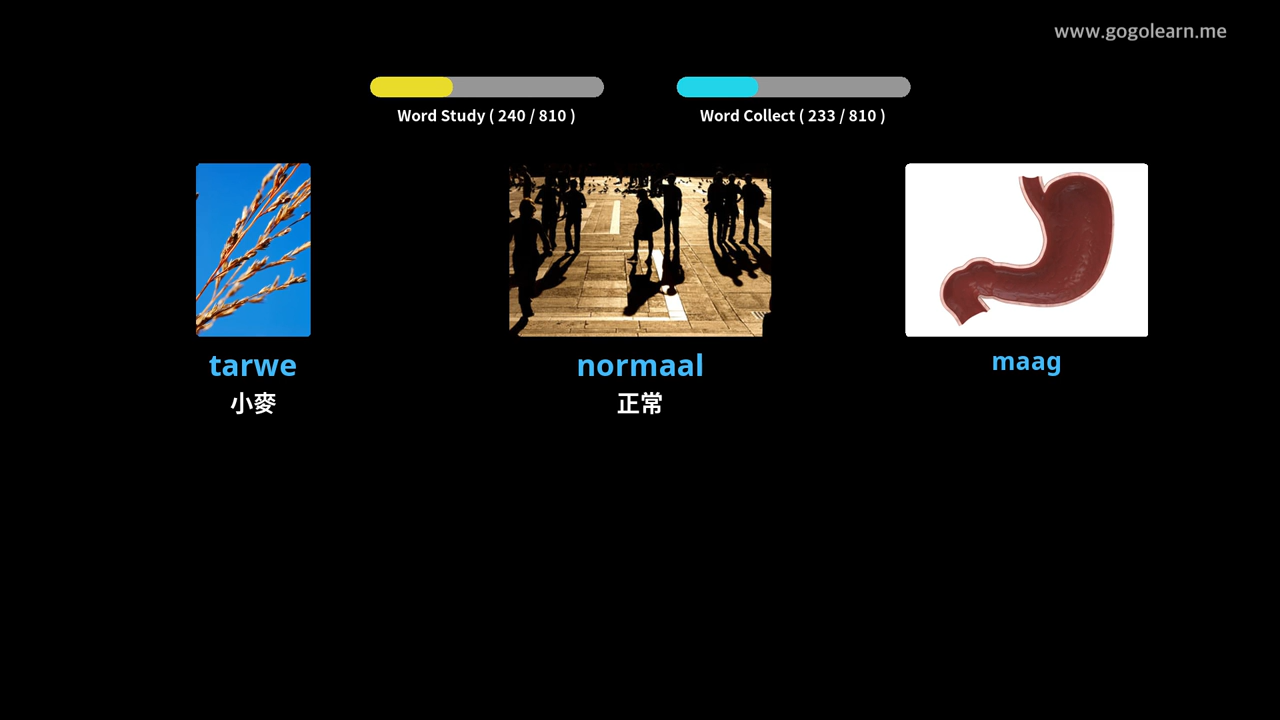 www.gogolearn.me
Word Study ( 240 / 810 )
Word Collect ( 233 / 810 )
tarwe
小麥
normaal
正常
maag